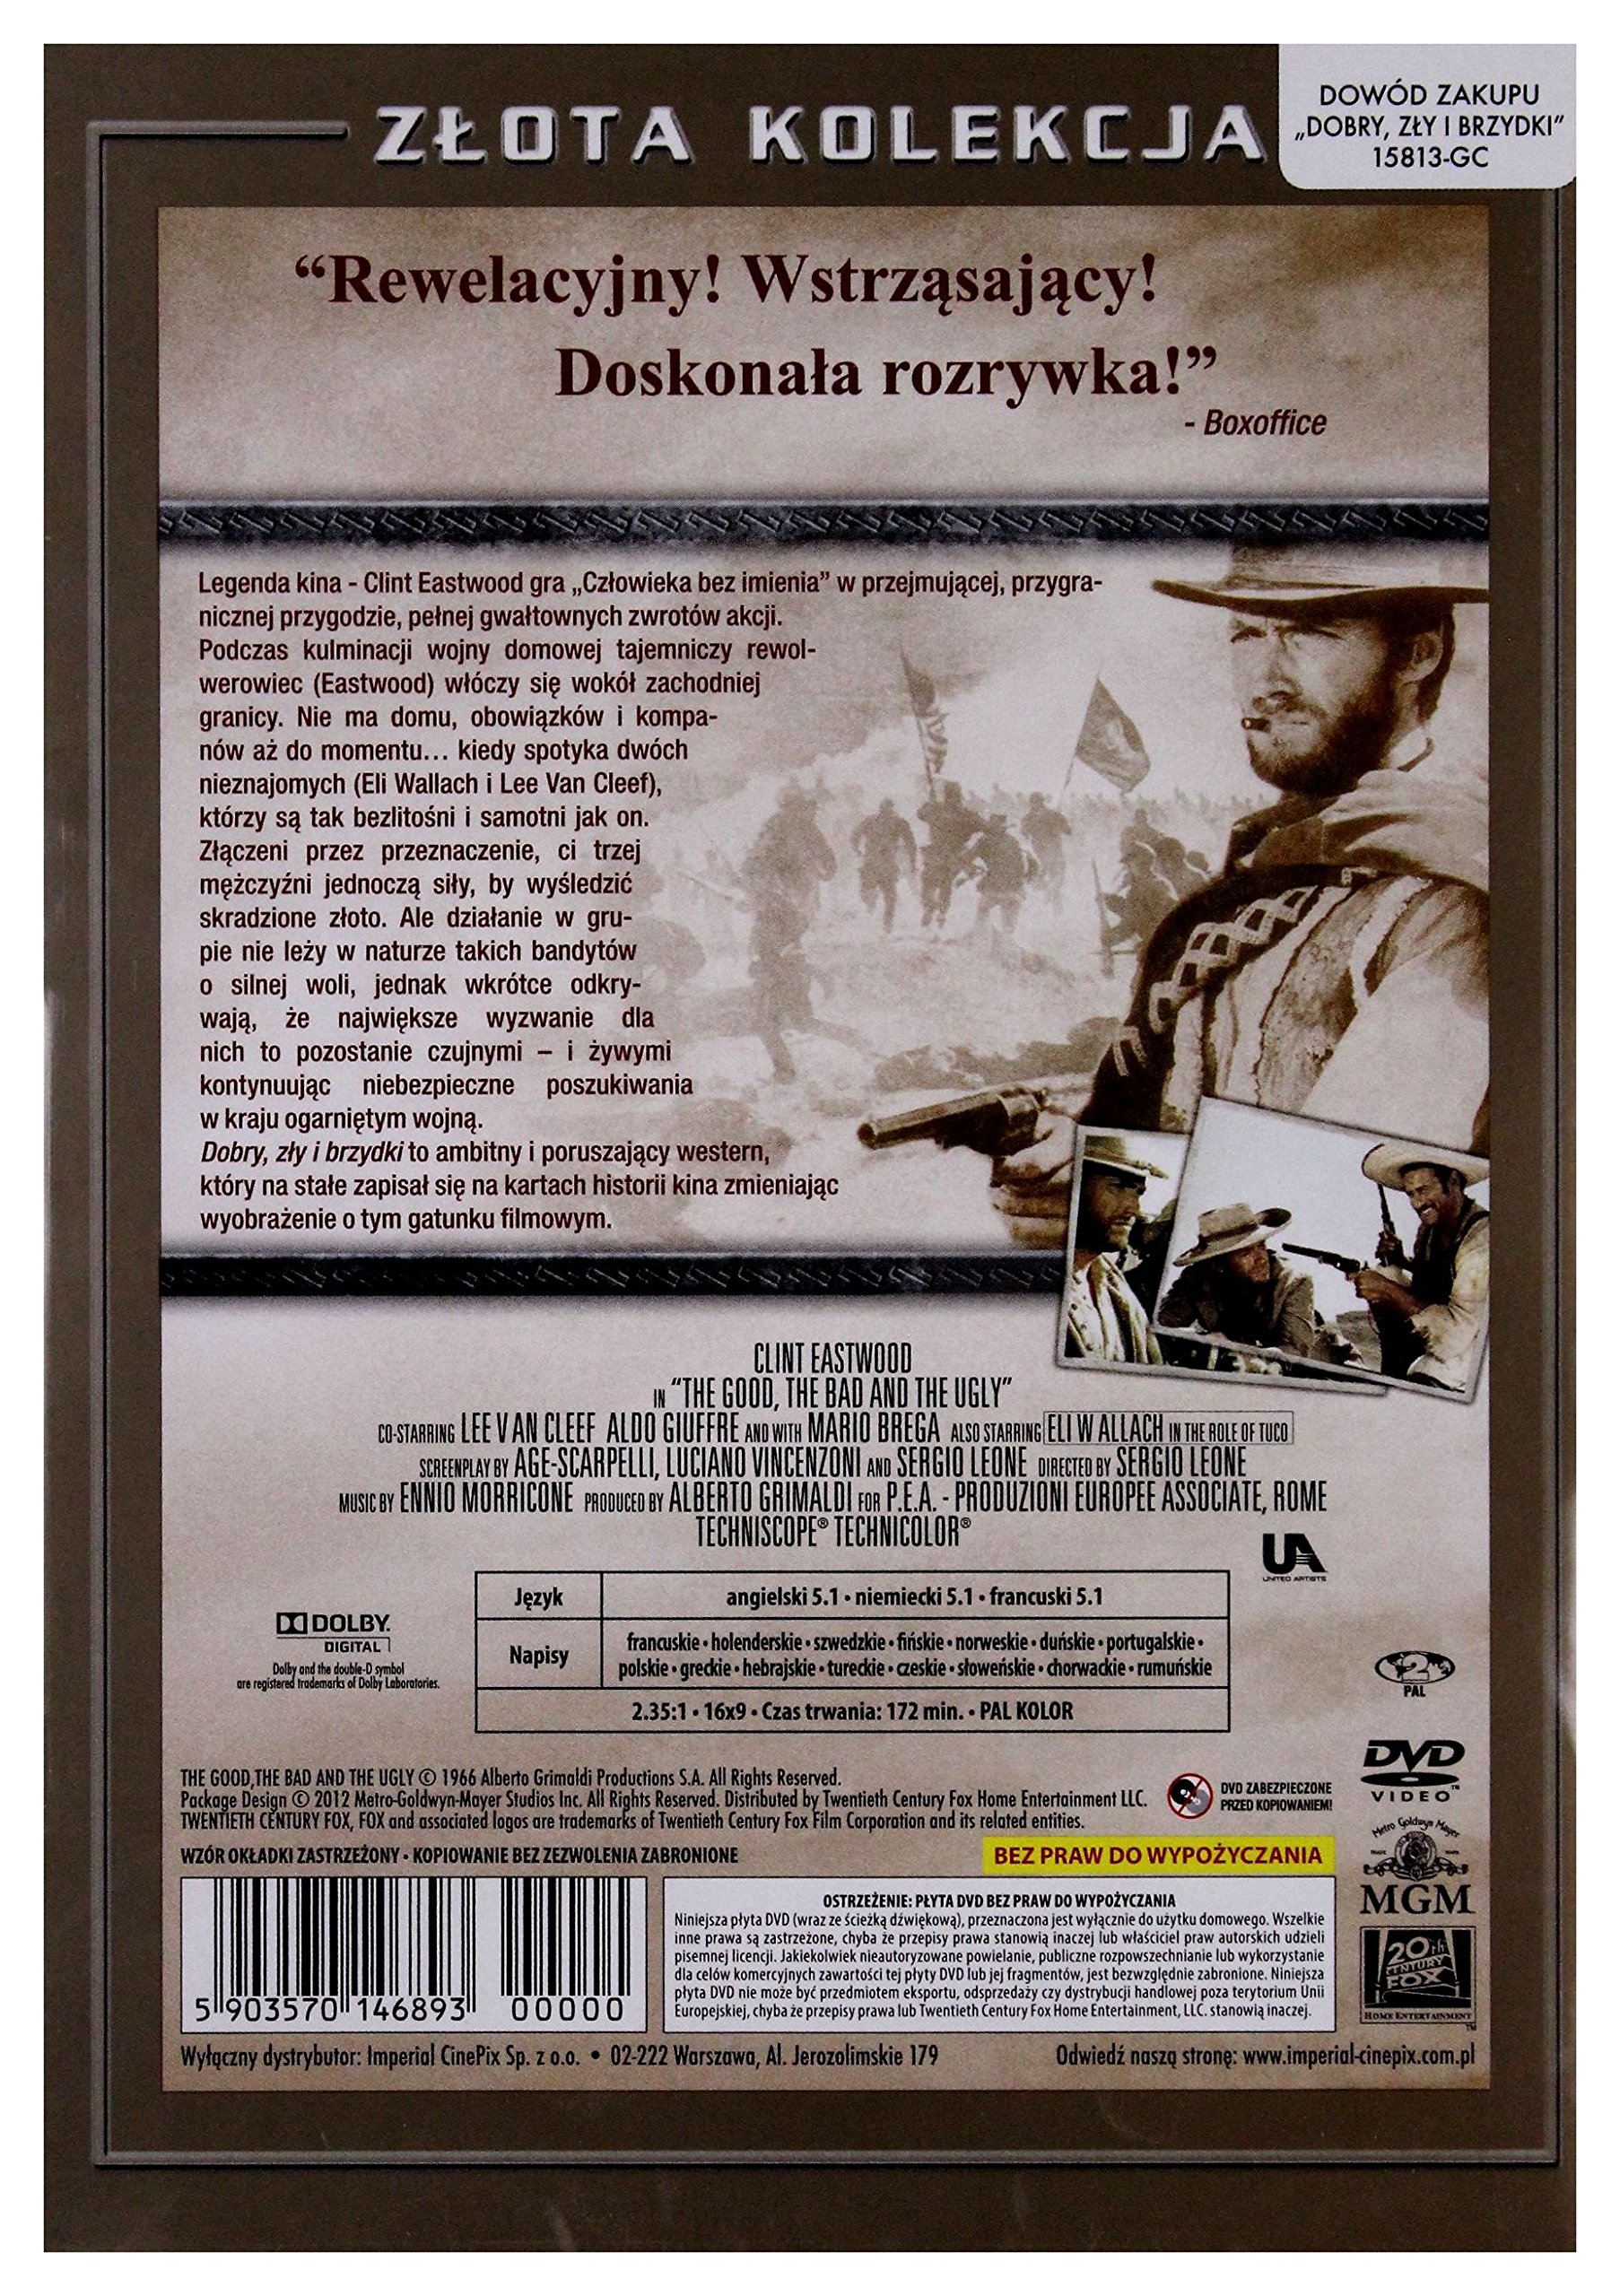 ZŁOTA KOLEKCJA
DOWÓD ZAKUPU
„DOBRY, ZŁY I BRZYDKI”
15813-GC
“Rewelacyjny! Wstrząsający!
Doskonała rozrywka!”
- Boxoffice
Legenda kina - Clint Eastwood gra „Człowieka bez imienia” w przejmującej, przygra-
nicznej przygodzie, pełnej gwałtownych zwrotów akcji.
Podczas kulminacji wojny domowej tajemniczy rewol-
werowiec (Eastwood) włóczy się wokół zachodniej
granicy. Nie ma domu, obowiązków i kompa-
nów aż do momentu... kiedy spotyka dwóch
nieznajomych (Eli Wallach i Lee Van Cleef),
którzy są tak bezlitośni i samotni jak on.
Złączeni przez przeznaczenie, ci trzej
mężczyźni jednoczą siły, by wyśledzić
skradzione złoto. Ale działanie w gru-
pie nie leży w naturze takich bandytów
o silnej woli, jednak wkrótce odkry-
wają, że największe wyzwanie dla
nich to pozostanie czujnymi – i żywymi
kontynuując niebezpieczne poszukiwania
w kraju ogarniętym wojną.
Dobry, zły i brzydki to ambitny i poruszający western,
który na stałe zapisał się na kartach historii kina zmieniając
wyobrażenie o tym gatunku filmowym.
CLINT EASTWOOD
IN “THE GOOD, THE BAD AND THE UGLY”
CO-STARRING LEE VAN CLEEF ALDO GIUFFRE AND WITH MARIO BREGA ALSO STARRING ELI WALLACH IN THE ROLE OF TUCO
SCREENPLAY BY AGE-SCARPELLI, LUCIANO VINCENZONI AND SERGIO LEONE DIRECTED BY SERGIO LEONE
MUSIC BY ENNIO MORRICONE PRODUCED BY ALBERTO GRIMALDI FOR P.E.A. - PRODUZIONI EUROPEE ASSOCIATE, ROME
TECHNISCOPE® TECHNICOLOR®
UA
UNITED ARTISTS
DOLBY.
DIGITAL
Dolby and the double-D symbol
are registered trademarks of Dolby Laboratories.
Język angielski 5.1 • niemiecki 5.1 • francuski 5.1
Napisy francuskie • holenderskie • szwedzkie • fińskie • norweskie • duńskie • portugalskie •
polskie • greckie • hebrajskie • tureckie • czeskie • słoweńskie • chorwackie • rumuńskie
2.35:1 • 16x9 • Czas trwania: 172 min. • PAL KOLOR
2
PAL
THE GOOD,THE BAD AND THE UGLY © 1966 Alberto Grimaldi Productions S.A. All Rights Reserved.
Package Design © 2012 Metro-Goldwyn-Mayer Studios Inc. All Rights Reserved. Distributed by Twentieth Century Fox Home Entertainment LLC.
TWENTIETH CENTURY FOX, FOX and associated logos are trademarks of Twentieth Century Fox Film Corporation and its related entities.
DVD ZABEZPIECZONE
PRZED KOPIOWANIEM!
DVD
VIDEO™
WZÓR OKŁADKI ZASTRZEŻONY • KOPIOWANIE BEZ ZEZWOLENIA ZABRONIONE
BEZ PRAW DO WYPOŻYCZANIA
Metro Goldwyn Mayer
TRADE MARK
MGM
OSTRZEŻENIE: PŁYTA DVD BEZ PRAW DO WYPOŻYCZANIA
Niniejsza płyta DVD (wraz ze ścieżką dźwiękową), przeznaczona jest wyłącznie do użytku domowego. Wszelkie
inne prawa są zastrzeżone, chyba że przepisy prawa stanowią inaczej lub właściciel praw autorskich udzieli
pisemnej licencji. Jakiekolwiek nieautoryzowane powielanie, publiczne rozpowszechnianie lub wykorzystanie
dla celów komercyjnych zawartości tej płyty DVD lub jej fragmentów, jest bezwzględnie zabronione. Niniejsza
płyta DVD nie może być przedmiotem eksportu, odsprzedaży czy dystrybucji handlowej poza terytorium Unii
Europejskiej, chyba że przepisy prawa lub Twentieth Century Fox Home Entertainment, LLC. stanowią inaczej.
5 903570 146893 00000
20th
CENTURY
FOX
HOME ENTERTAINMENT
™
Wyłączny dystrybutor: Imperial CinePix Sp. z o.o. • 02-222 Warszawa, Al. Jerozolimskie 179
Odwiedź naszą stronę: www.imperial-cinepix.com.pl